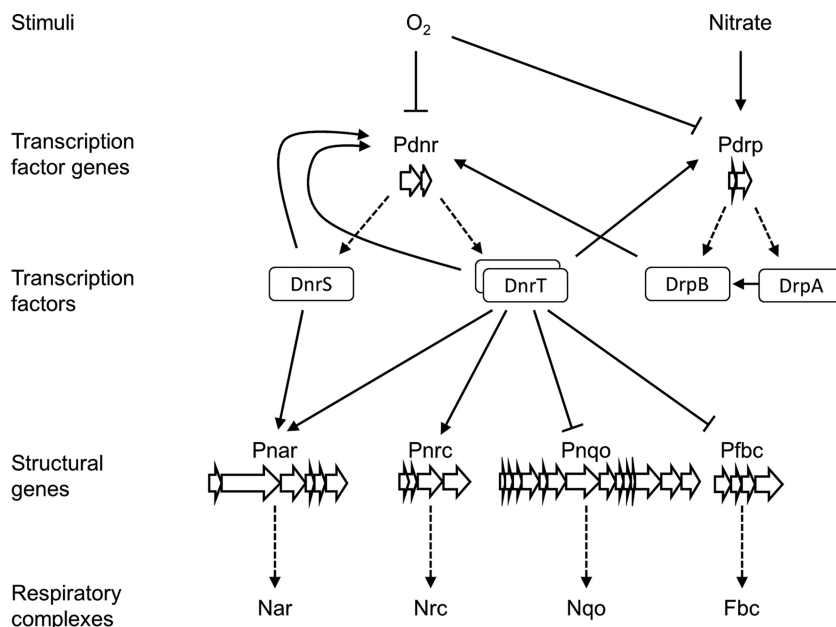 Stimuli
O2
Nitrate
Transcription
factor genes
Pdnr
Pdrp
Transcription
factors
DnrS
DnrT
DrpB
DrpA
Structural
genes
Pnar
Pnrc
Pnqo
Pfbc
Respiratory
complexes
Nar
Nrc
Nqo
Fbc